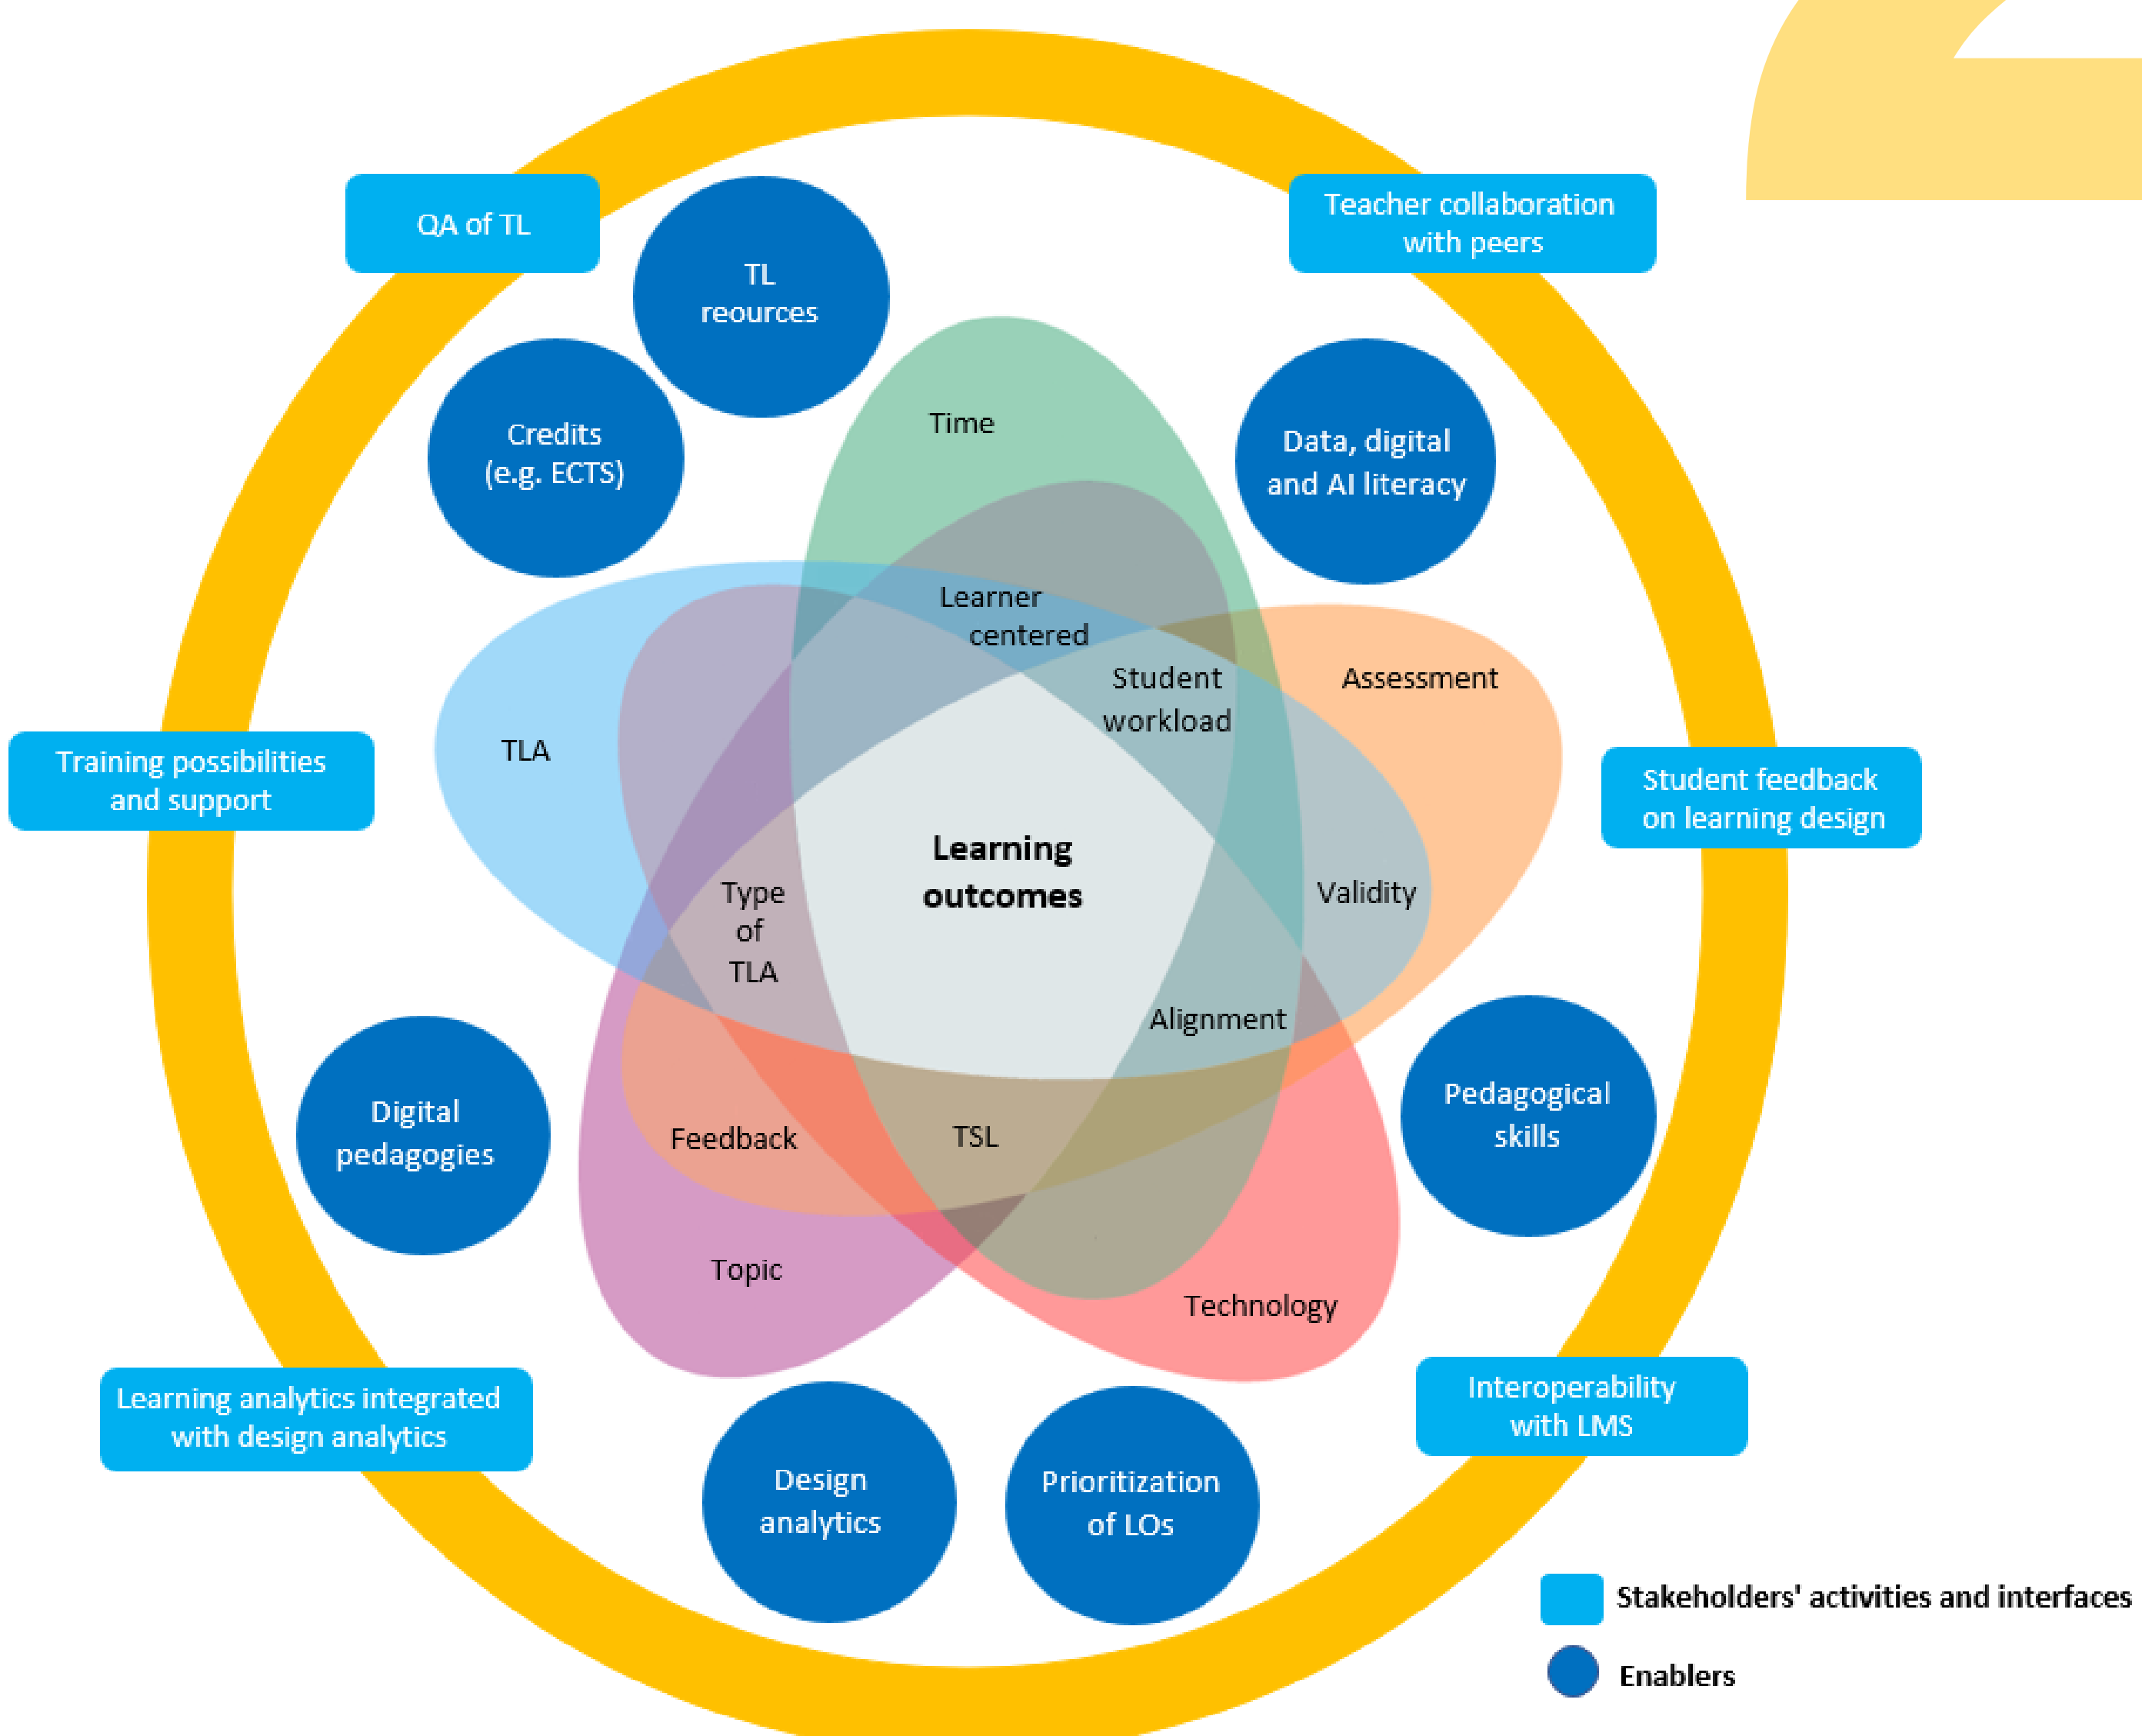 QA of TL
Teacher collaboration
with peers
TL
reources
Credits
(e.g. ECTS)
Time
Data, digital
and AI literacy
Learner
centered
Student
workload
Assessment
TLA
Training possibilities
and support
Student feedback
on learning design
Learning
outcomes
Type
of
TLA
Validity
Alignment
Digital
pedagogies
Feedback
TSL
Pedagogical
skills
Topic
Technology
Learning analytics integrated
with design analytics
Interoperability
with LMS
Design
analytics
Prioritization
of LOs
Stakeholders' activities and interfaces
Enablers